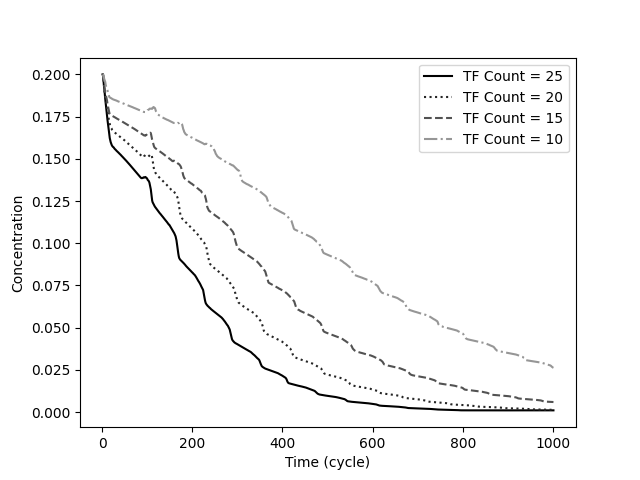 0.200
0.175
0.150
0.125
0.100
0.075
0.050
0.025
0.000
Concentration
0 200 400 600 800 1000
Time (cycle)
TF Count = 25
TF Count = 20
TF Count = 15
TF Count = 10